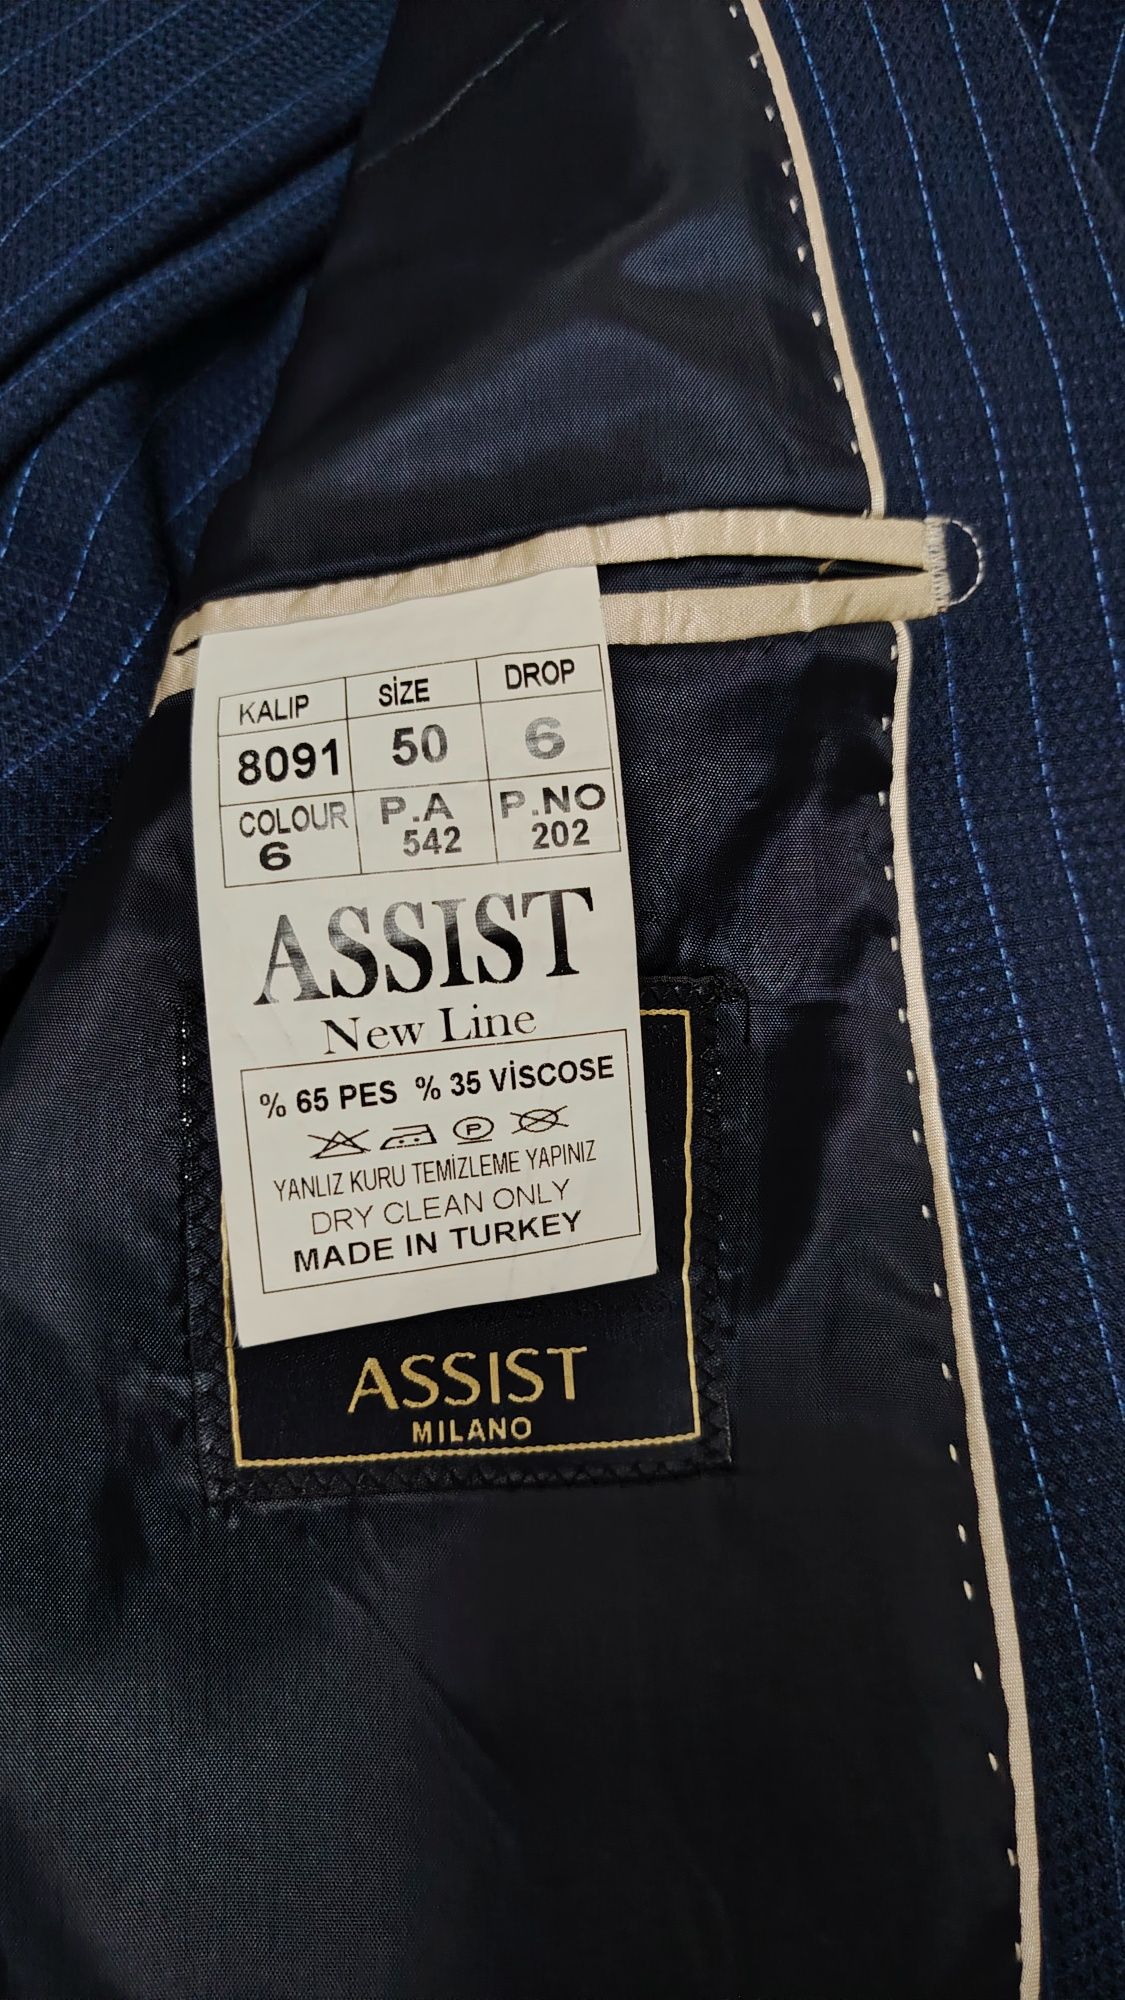 KALIP SİZE DROP
8091 50 6
COLOUR P.A P.NO
6 542 202
ASSIST
New Line
% 65 PES % 35 VİSCOSE
P
YANLIZ KURU TEMİZLEME YAPINIZ
DRY CLEAN ONLY
MADE IN TURKEY
ASSIST
MILANO